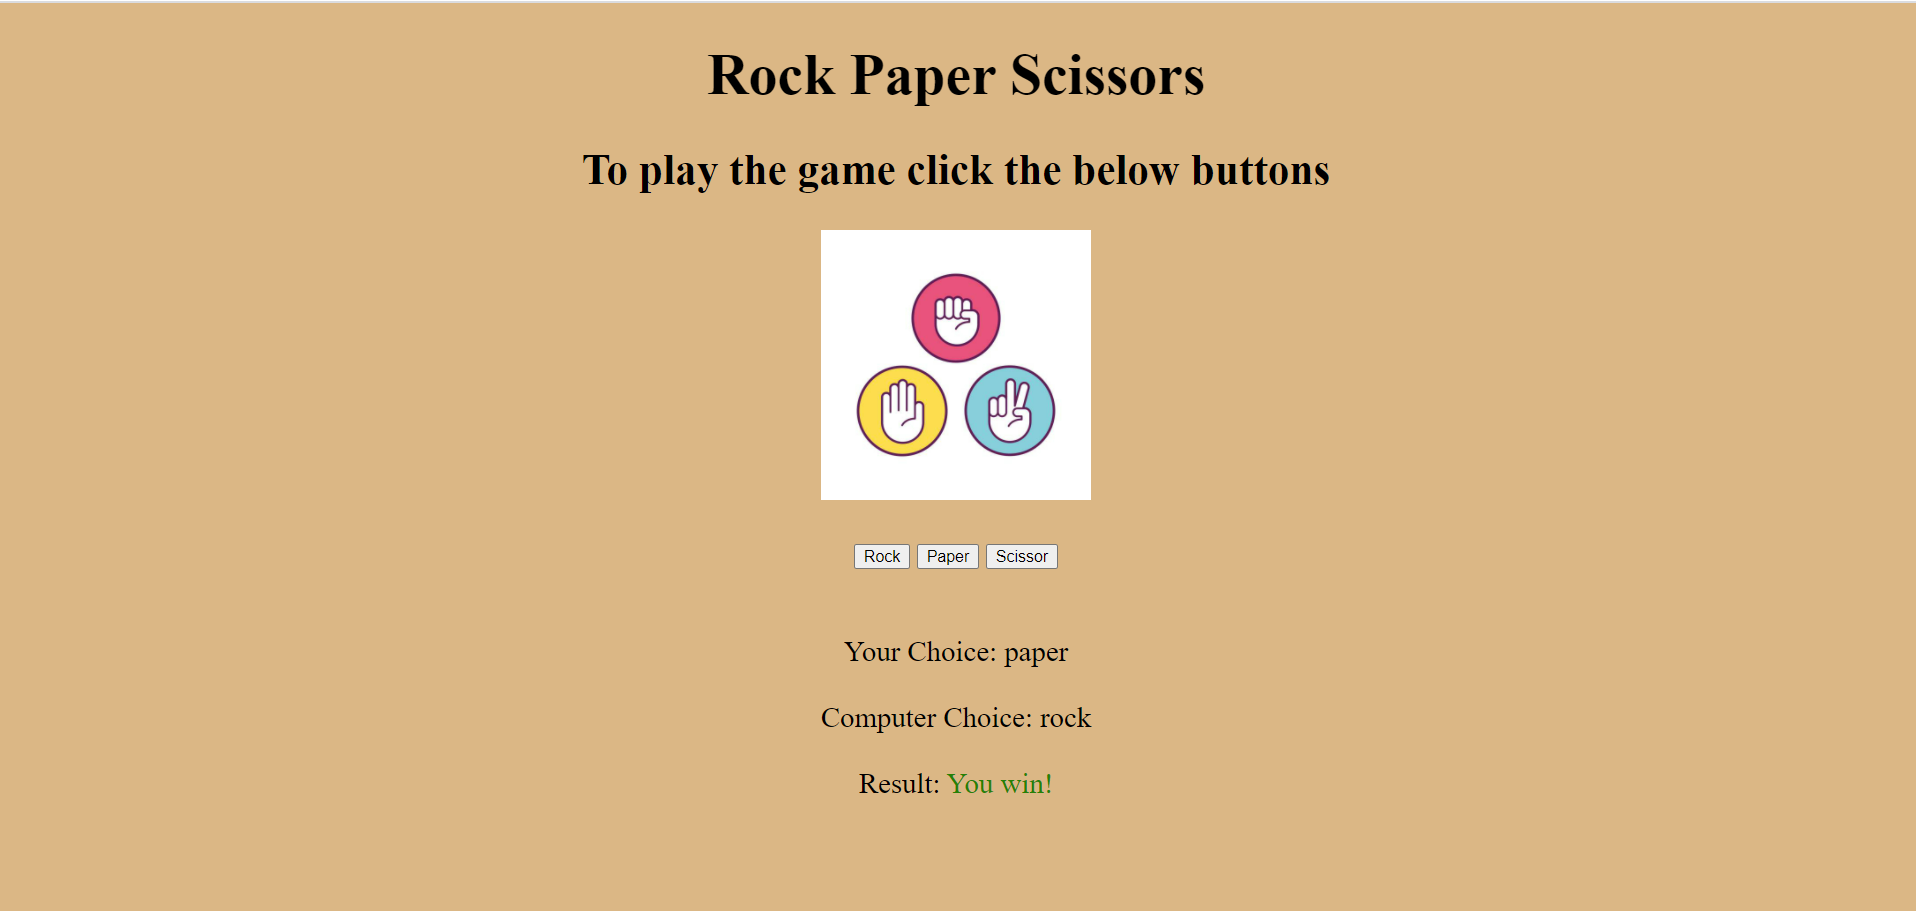 Rock Paper Scissors
To play the game click the below buttons
Rock Paper Scissor
Your Choice: paper
Computer Choice: rock
Result: You win!